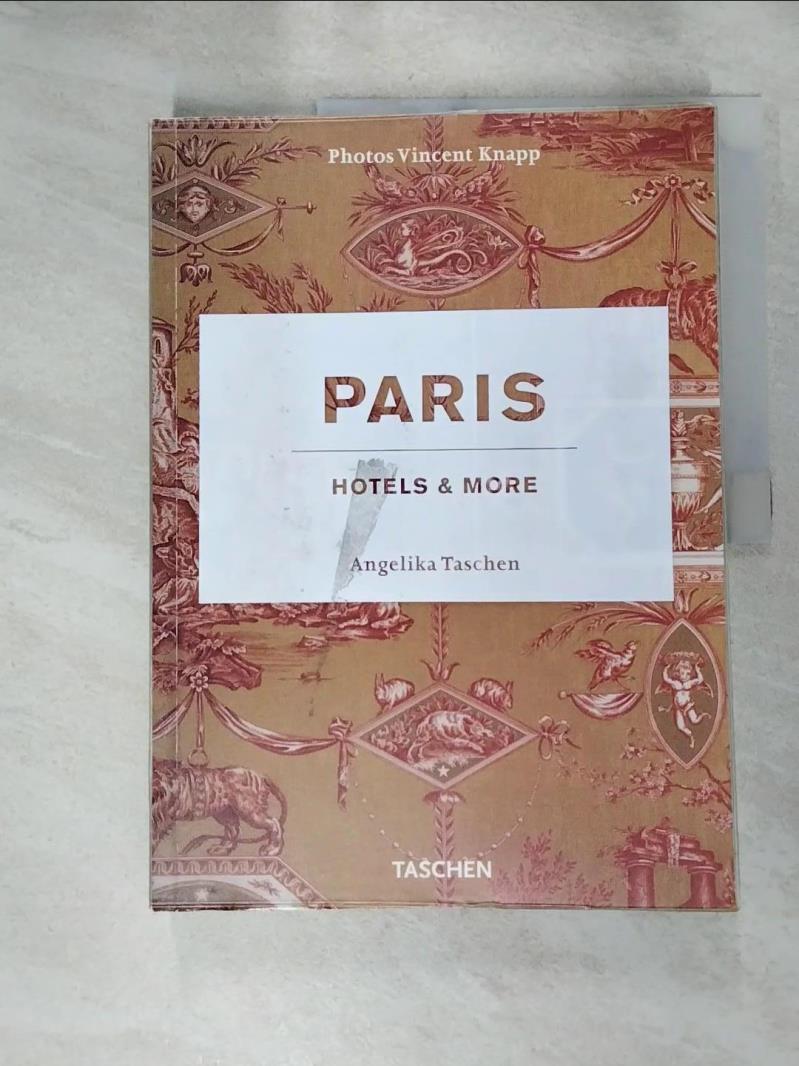 Photos Vincent Knapp
PARIS
HOTELS & MORE
Angelika Taschen
TASCHEN